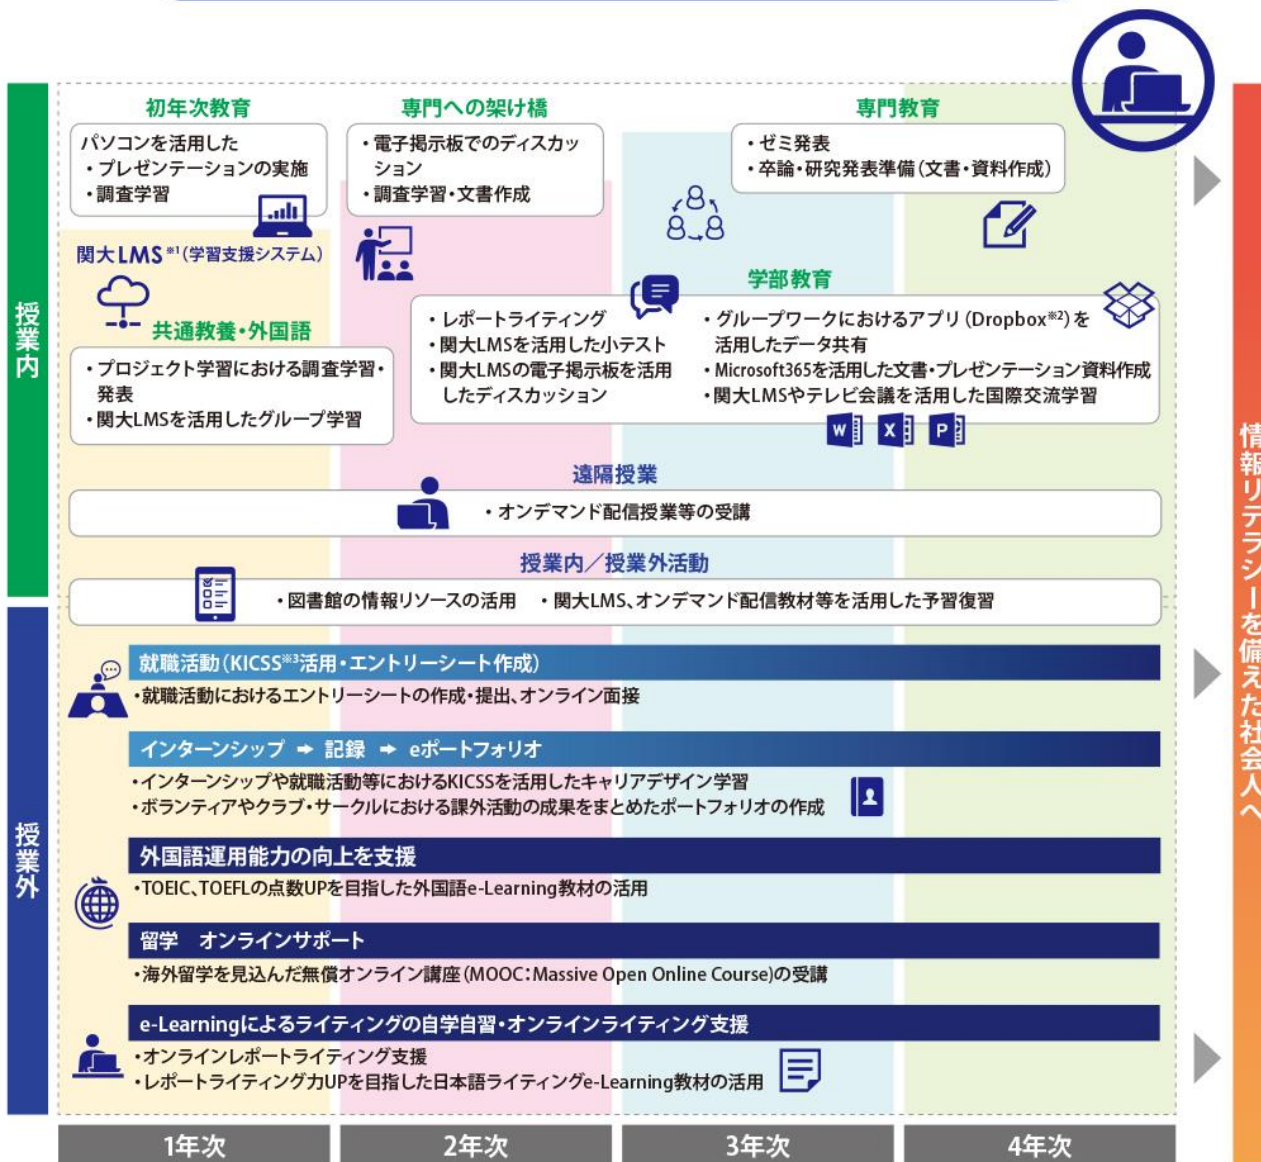 初年次教育
パソコンを活用した
・プレゼンテーションの実施
・調査学習
専門への架け橋
・電子掲示板でのディスカッ
ション
・調査学習・文書作成
専門教育
・ゼミ発表
・卒論・研究発表準備(文書・資料作成)
関大LMS※1(学習支援システム)
授業内
共通教養・外国語
・プロジェクト学習における調査学習・
発表
・関大LMSを活用したグループ学習
学部教育
・レポートライティング
・関大LMSを活用した小テスト
・関大LMSの電子掲示板を活用
したディスカッション
・グループワークにおけるアプリ(Dropbox※2)を
活用したデータ共有
・Microsoft365を活用した文書・プレゼンテーション資料作成
・関大LMSやテレビ会議を活用した国際交流学習
W X P
遠隔授業
・オンデマンド配信授業等の受講
授業内／授業外活動
・図書館の情報リソースの活用 ・関大LMS、オンデマンド配信教材等を活用した予習復習
授業外
就職活動(KICSS※3活用・エントリーシート作成)
・就職活動におけるエントリーシートの作成・提出、オンライン面接
インターンシップ ➡ 記録 ➡ eポートフォリオ
・インターンシップや就職活動等におけるKICSSを活用したキャリアデザイン学習
・ボランティアやクラブ・サークルにおける課外活動の成果をまとめたポートフォリオの作成
外国語運用能力の向上を支援
・TOEIC、TOEFLの点数UPを目指した外国語e-Learning教材の活用
留学 オンラインサポート
・海外留学を見込んだ無償オンライン講座(MOOC：Massive Open Online Course)の受講
e-Learningによるライティングの自学自習・オンラインライティング支援
・オンラインレポートライティング支援
・レポートライティング力UPを目指した日本語ライティングe-Learning教材の活用
1年次
2年次
3年次
4年次
情報リテラシーを備えた社会人へ